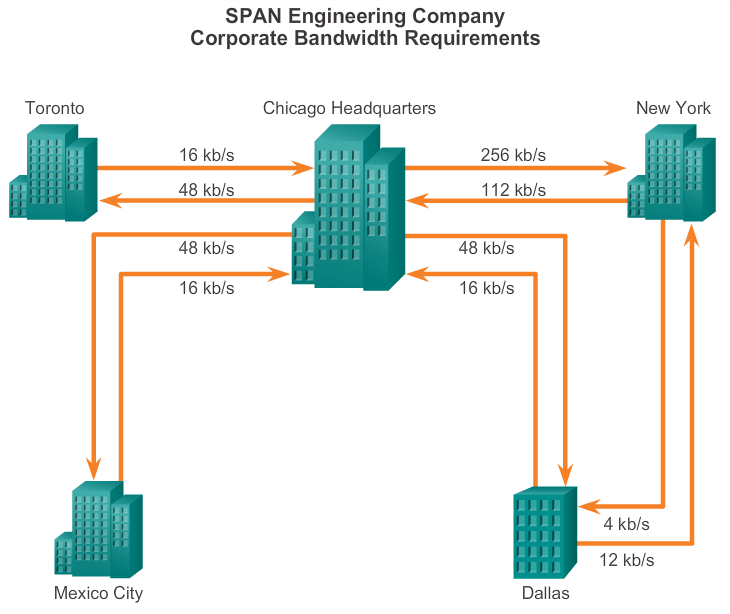 SPAN Engineering Company
Corporate Bandwidth Requirements
Toronto
Chicago Headquarters
New York
16 kb/s
256 kb/s
48 kb/s
112 kb/s
48 kb/s
48 kb/s
16 kb/s
16 kb/s
4 kb/s
12 kb/s
Mexico City
Dallas